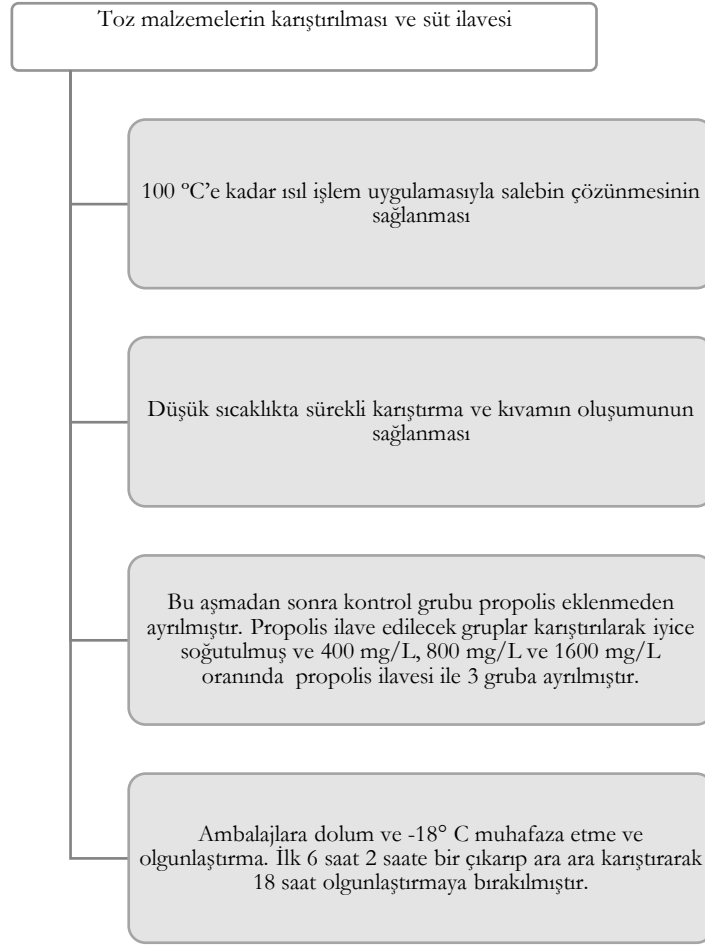 Toz malzemelerin karıştırılması ve süt ilavesi
100 ºC’e kadar ısıl işlem uygulamasıyla salebin çözünmesinin
sağlanması
Düşük sıcaklıkta sürekli karıştırma ve kıvamın oluşumunun
sağlanması
Bu aşmadan sonra kontrol grubu propolis eklenmeden
ayrılmıştır. Propolis ilave edilecek gruplar karıştırılarak iyice
soğutulmuş ve 400 mg/L, 800 mg/L ve 1600 mg/L
oranında propolis ilavesi ile 3 gruba ayrılmıştır.
Ambalajlara dolum ve -18° C muhafaza etme ve
olgunlaştırma. İlk 6 saat 2 saate bir çıkarıp ara ara karıştırarak
18 saat olgunlaştırmaya bırakılmıştır.